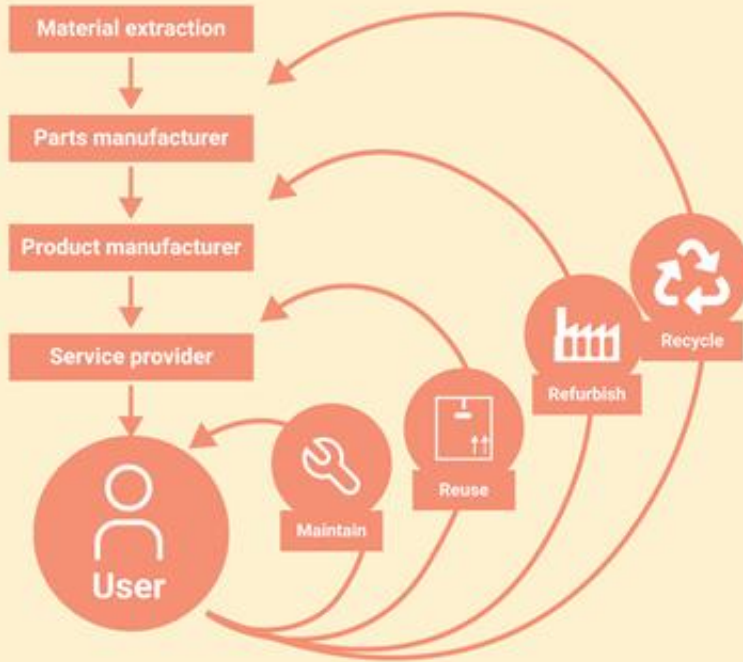 Material extraction
Parts manufacturer
Product manufacturer
Service provider
User
Maintain
Reuse
Refurbish
Recycle